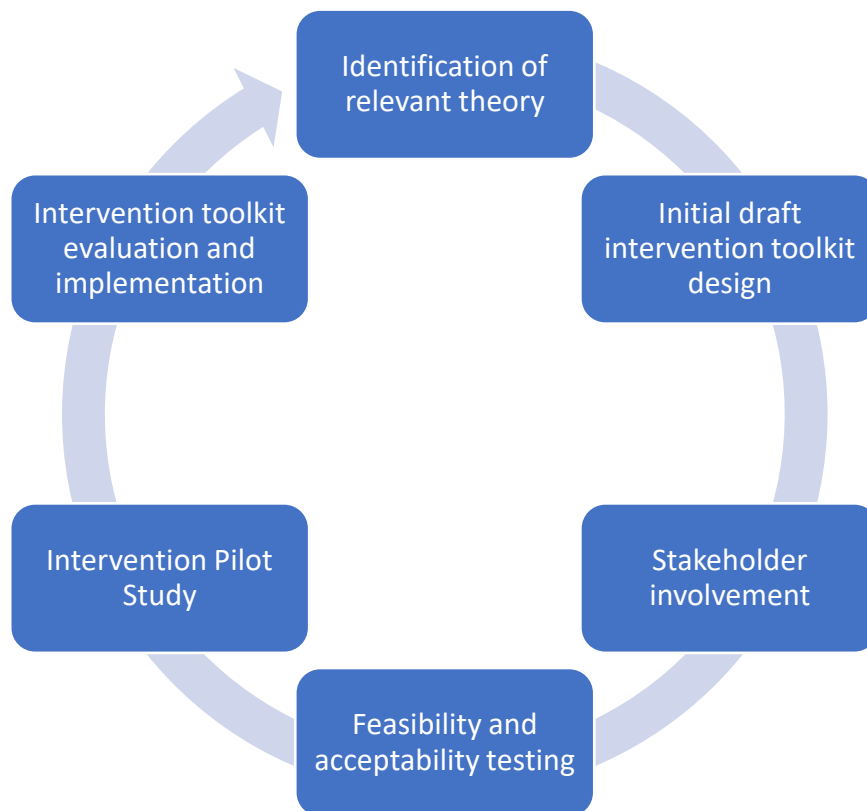 Identification of
relevant theory
Initial draft
intervention toolkit
design
Stakeholder
involvement
Feasibility and
acceptability testing
Intervention Pilot
Study
Intervention toolkit
evaluation and
implementation